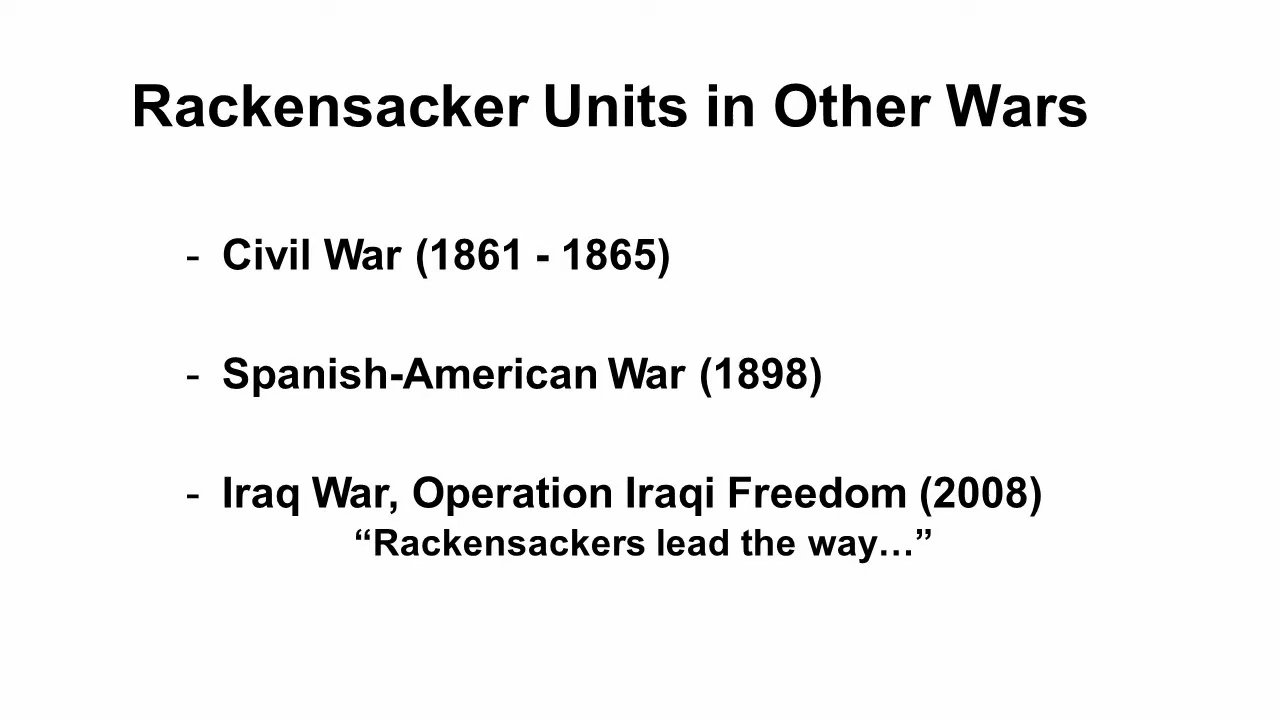 Rackensacker Units in Other Wars
- Civil War (1861 - 1865)
- Spanish-American War (1898)
- Iraq War, Operation Iraqi Freedom (2008)
“Rackensackers lead the way…”